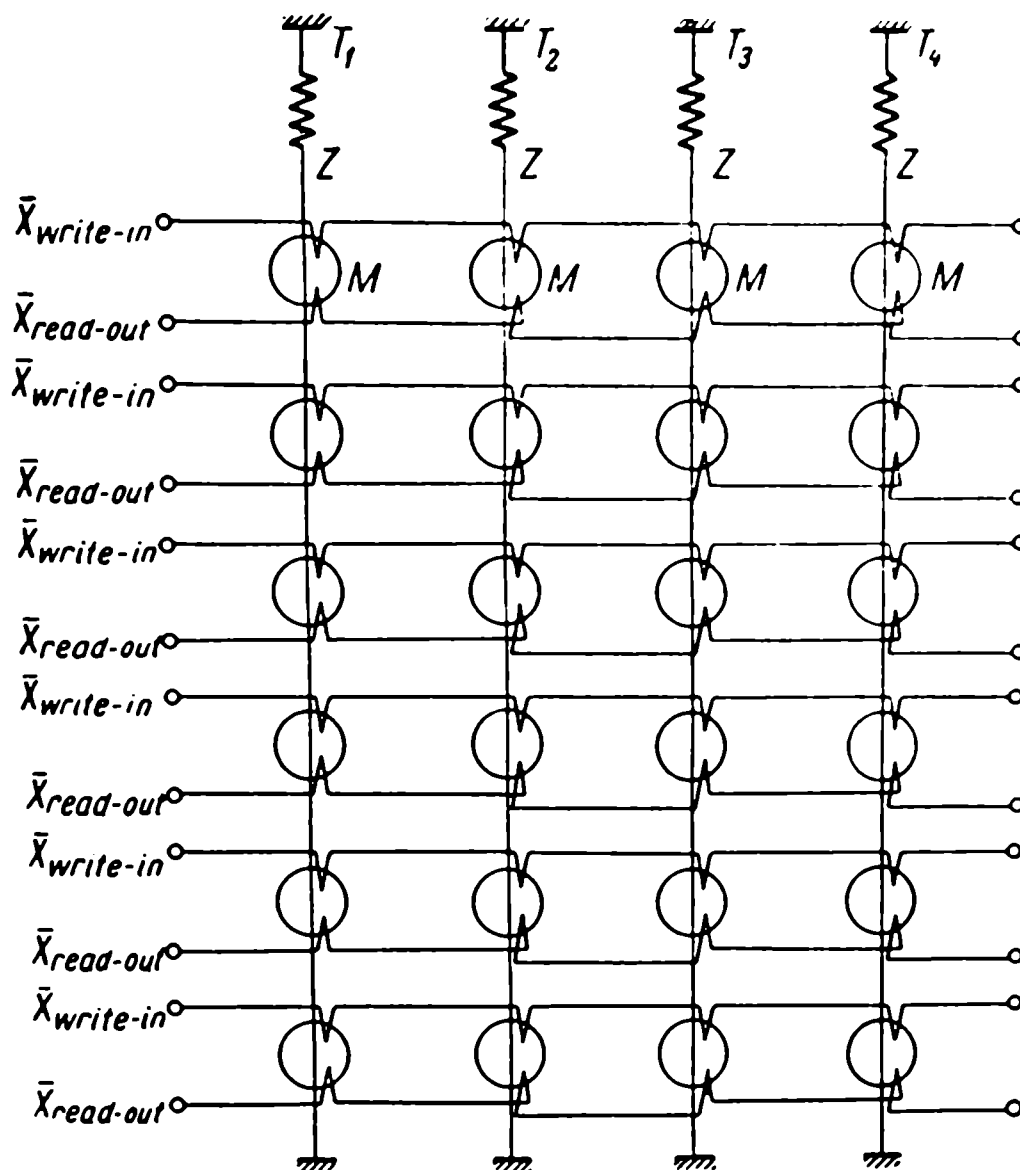 T₁ T₂ T₃ T₄
Z Z Z Z
X̄write-in
M M M M
X̄read-out
X̄write-in
X̄read-out
X̄write-in
X̄read-out
X̄write-in
X̄read-out
X̄write-in
X̄read-out
X̄write-in
X̄read-out